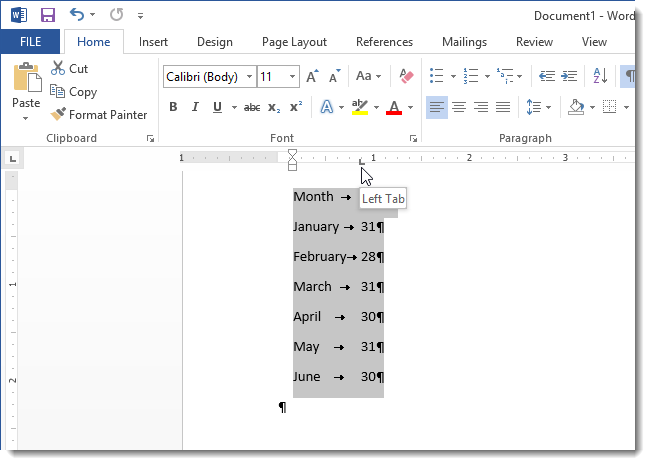 Document1 - Word
FILE Home Insert Design Page Layout References Mailings Review View
Cut
Copy
Format Painter
Paste
Clipboard
Calibri (Body) 11 Aa
B I U abc x₂ x² A A
Font
Paragraph
1 1 2 3
Left Tab
Month →
January → 31¶
February → 28¶
March → 31¶
April → 30¶
May → 31¶
June → 30¶
¶
1
2